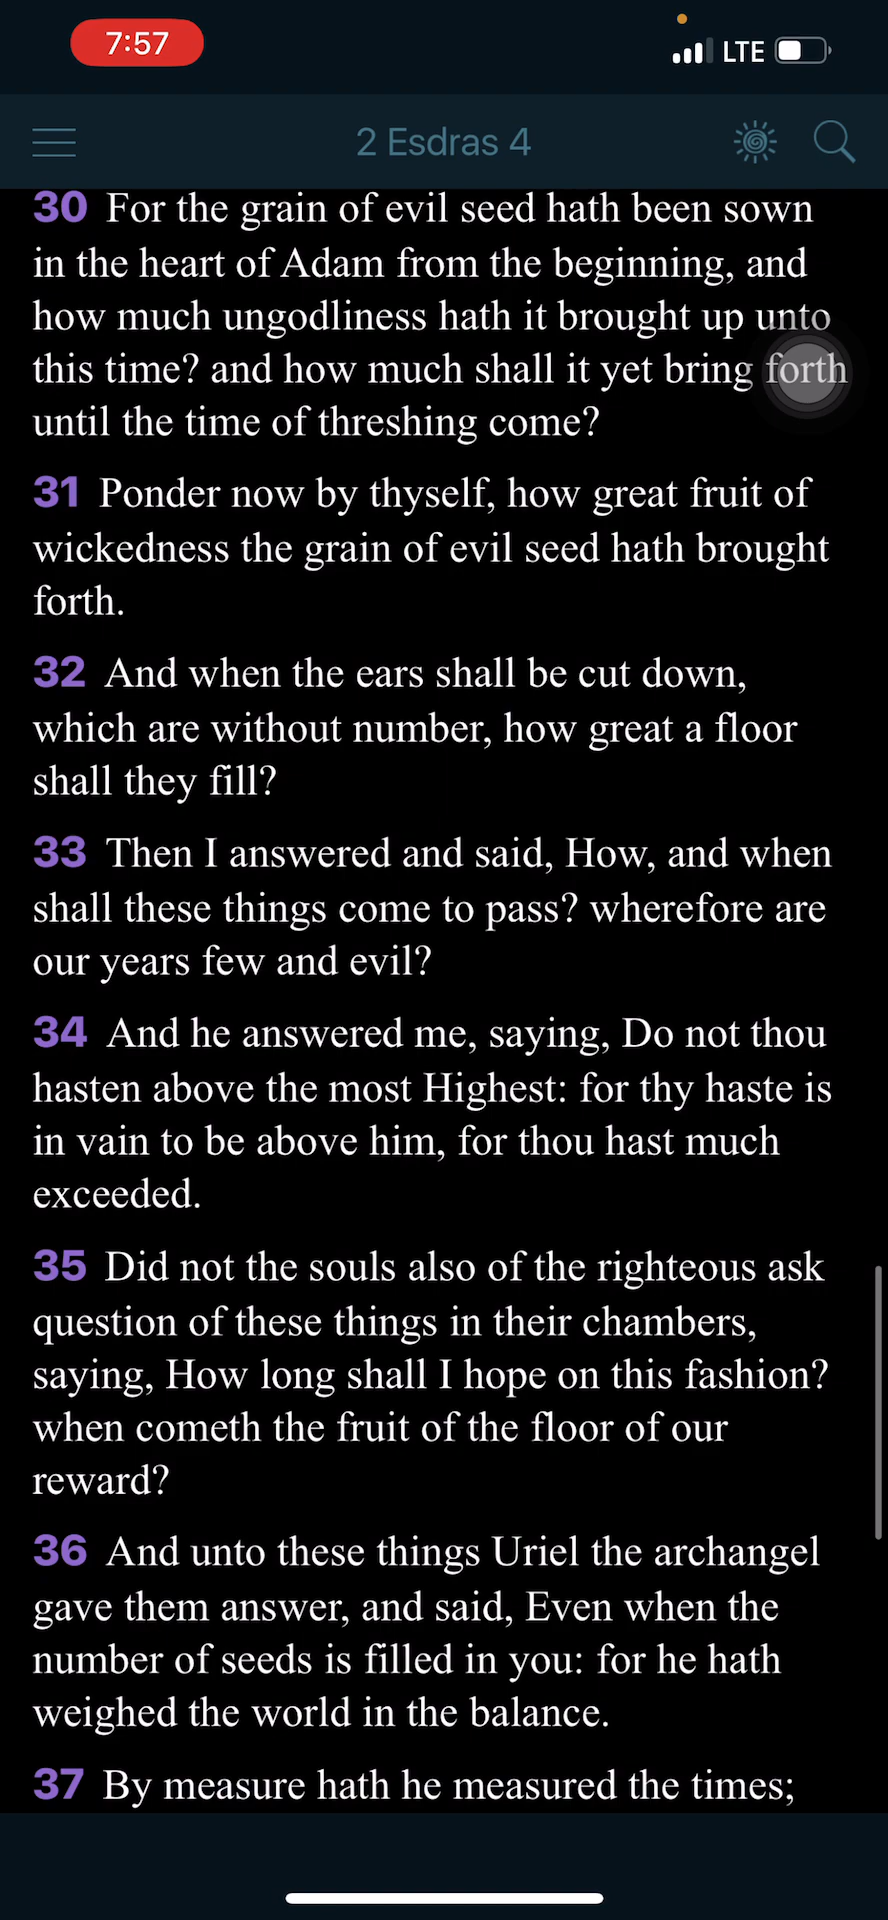 7:57
LTE
2 Esdras 4
30 For the grain of evil seed hath been sown
in the heart of Adam from the beginning, and
how much ungodliness hath it brought up unto
this time? and how much shall it yet bring forth
until the time of threshing come?
31 Ponder now by thyself, how great fruit of
wickedness the grain of evil seed hath brought
forth.
32 And when the ears shall be cut down,
which are without number, how great a floor
shall they fill?
33 Then I answered and said, How, and when
shall these things come to pass? wherefore are
our years few and evil?
34 And he answered me, saying, Do not thou
hasten above the most Highest: for thy haste is
in vain to be above him, for thou hast much
exceeded.
35 Did not the souls also of the righteous ask
question of these things in their chambers,
saying, How long shall I hope on this fashion?
when cometh the fruit of the floor of our
reward?
36 And unto these things Uriel the archangel
gave them answer, and said, Even when the
number of seeds is filled in you: for he hath
weighed the world in the balance.
37 By measure hath he measured the times;